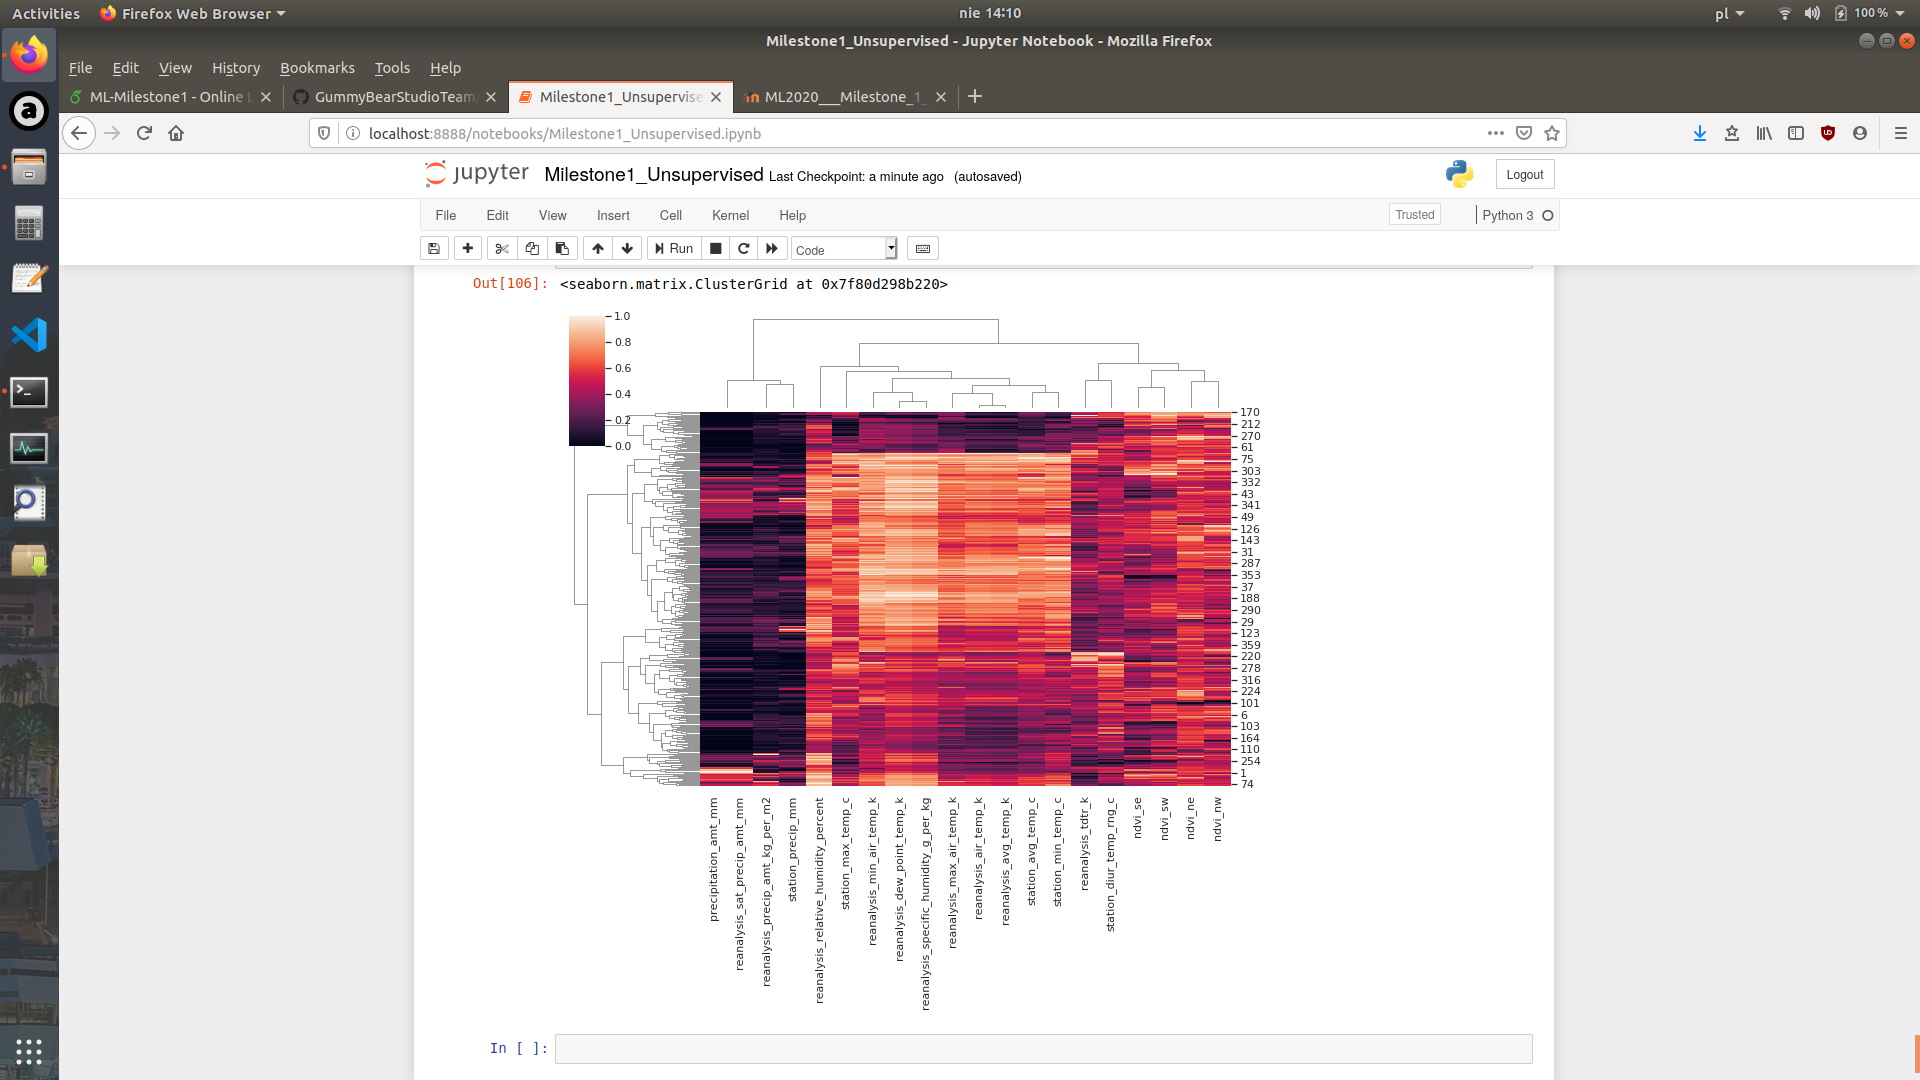 Activities
Firefox Web Browser
nie 14:10
pl
100 %
Milestone1_Unsupervised - Jupyter Notebook - Mozilla Firefox
File Edit View History Bookmarks Tools Help
ML-Milestone1 - Online L
GummyBearStudioTeam/
Milestone1_Unsupervise
ML2020___Milestone_1_
localhost:8888/notebooks/Milestone1_Unsupervised.ipynb
jupyter Milestone1_Unsupervised Last Checkpoint: a minute ago (autosaved)
Logout
File Edit View Insert Cell Kernel Help
Trusted
Python 3
Run
Code
Out[106]: <seaborn.matrix.ClusterGrid at 0x7f80d298b220>
1.0
0.8
0.6
0.4
0.2
0.0
170
212
270
61
75
303
332
43
341
49
126
143
31
287
353
37
188
290
29
123
359
220
278
316
224
101
6
103
164
110
254
1
74
precipitation_amt_mm
reanalysis_sat_precip_amt_mm
reanalysis_precip_amt_kg_per_m2
station_precip_mm
reanalysis_relative_humidity_percent
station_max_temp_c
reanalysis_min_air_temp_k
reanalysis_dew_point_temp_k
reanalysis_specific_humidity_g_per_kg
reanalysis_max_air_temp_k
reanalysis_air_temp_k
reanalysis_avg_temp_k
station_avg_temp_c
station_min_temp_c
reanalysis_tdtr_k
station_diur_temp_rng_c
ndvi_se
ndvi_sw
ndvi_ne
ndvi_nw
In [ ]: